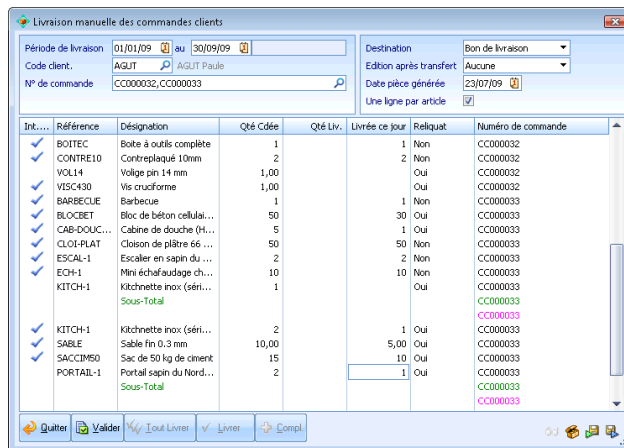 Livraison manuelle des commandes clients
Période de livraison 01/01/09 au 30/09/09
Code client. AGUT AGUT Paule
N° de commande CC000032,CC000033
Destination Bon de livraison
Edition après transfert Aucune
Date pièce générée 23/07/09
Une ligne par article
Int.... Référence Désignation Qté Cdée Qté Liv. Livrée ce jour Reliquat Numéro de commande
BOITEC Boite à outils complète 1 1 Non CC000032
CONTRE10 Contreplaqué 10mm 2 2 Non CC000032
VOL14 Volige pin 14 mm 1,00 Oui CC000032
VISC430 Vis cruciforme 1,00 Oui CC000032
BARBECUE Barbecue 1 1 Non CC000033
BLOCBET Bloc de béton cellulai... 50 30 Oui CC000033
CAB-DOUC... Cabine de douche (H... 5 1 Oui CC000033
CLOI-PLAT Cloison de plâtre 66 ... 50 50 Non CC000033
ESCAL-1 Escalier en sapin du ... 2 2 Non CC000033
ECH-1 Mini échafaudage ch... 10 10 Non CC000033
KITCH-1 Kitchnette inox (séri... 1 Oui CC000033
Sous-Total CC000033
CC000033
KITCH-1 Kitchnette inox (séri... 2 1 Oui CC000033
SABLE Sable fin 0.3 mm 10,00 5,00 Oui CC000033
SACCIM50 Sac de 50 kg de ciment 15 10 Oui CC000033
PORTAIL-1 Portail sapin du Nord... 2 1 Oui CC000033
Sous-Total CC000033
CC000033
Quitter Valider Tout Livrer Livrer Compl.